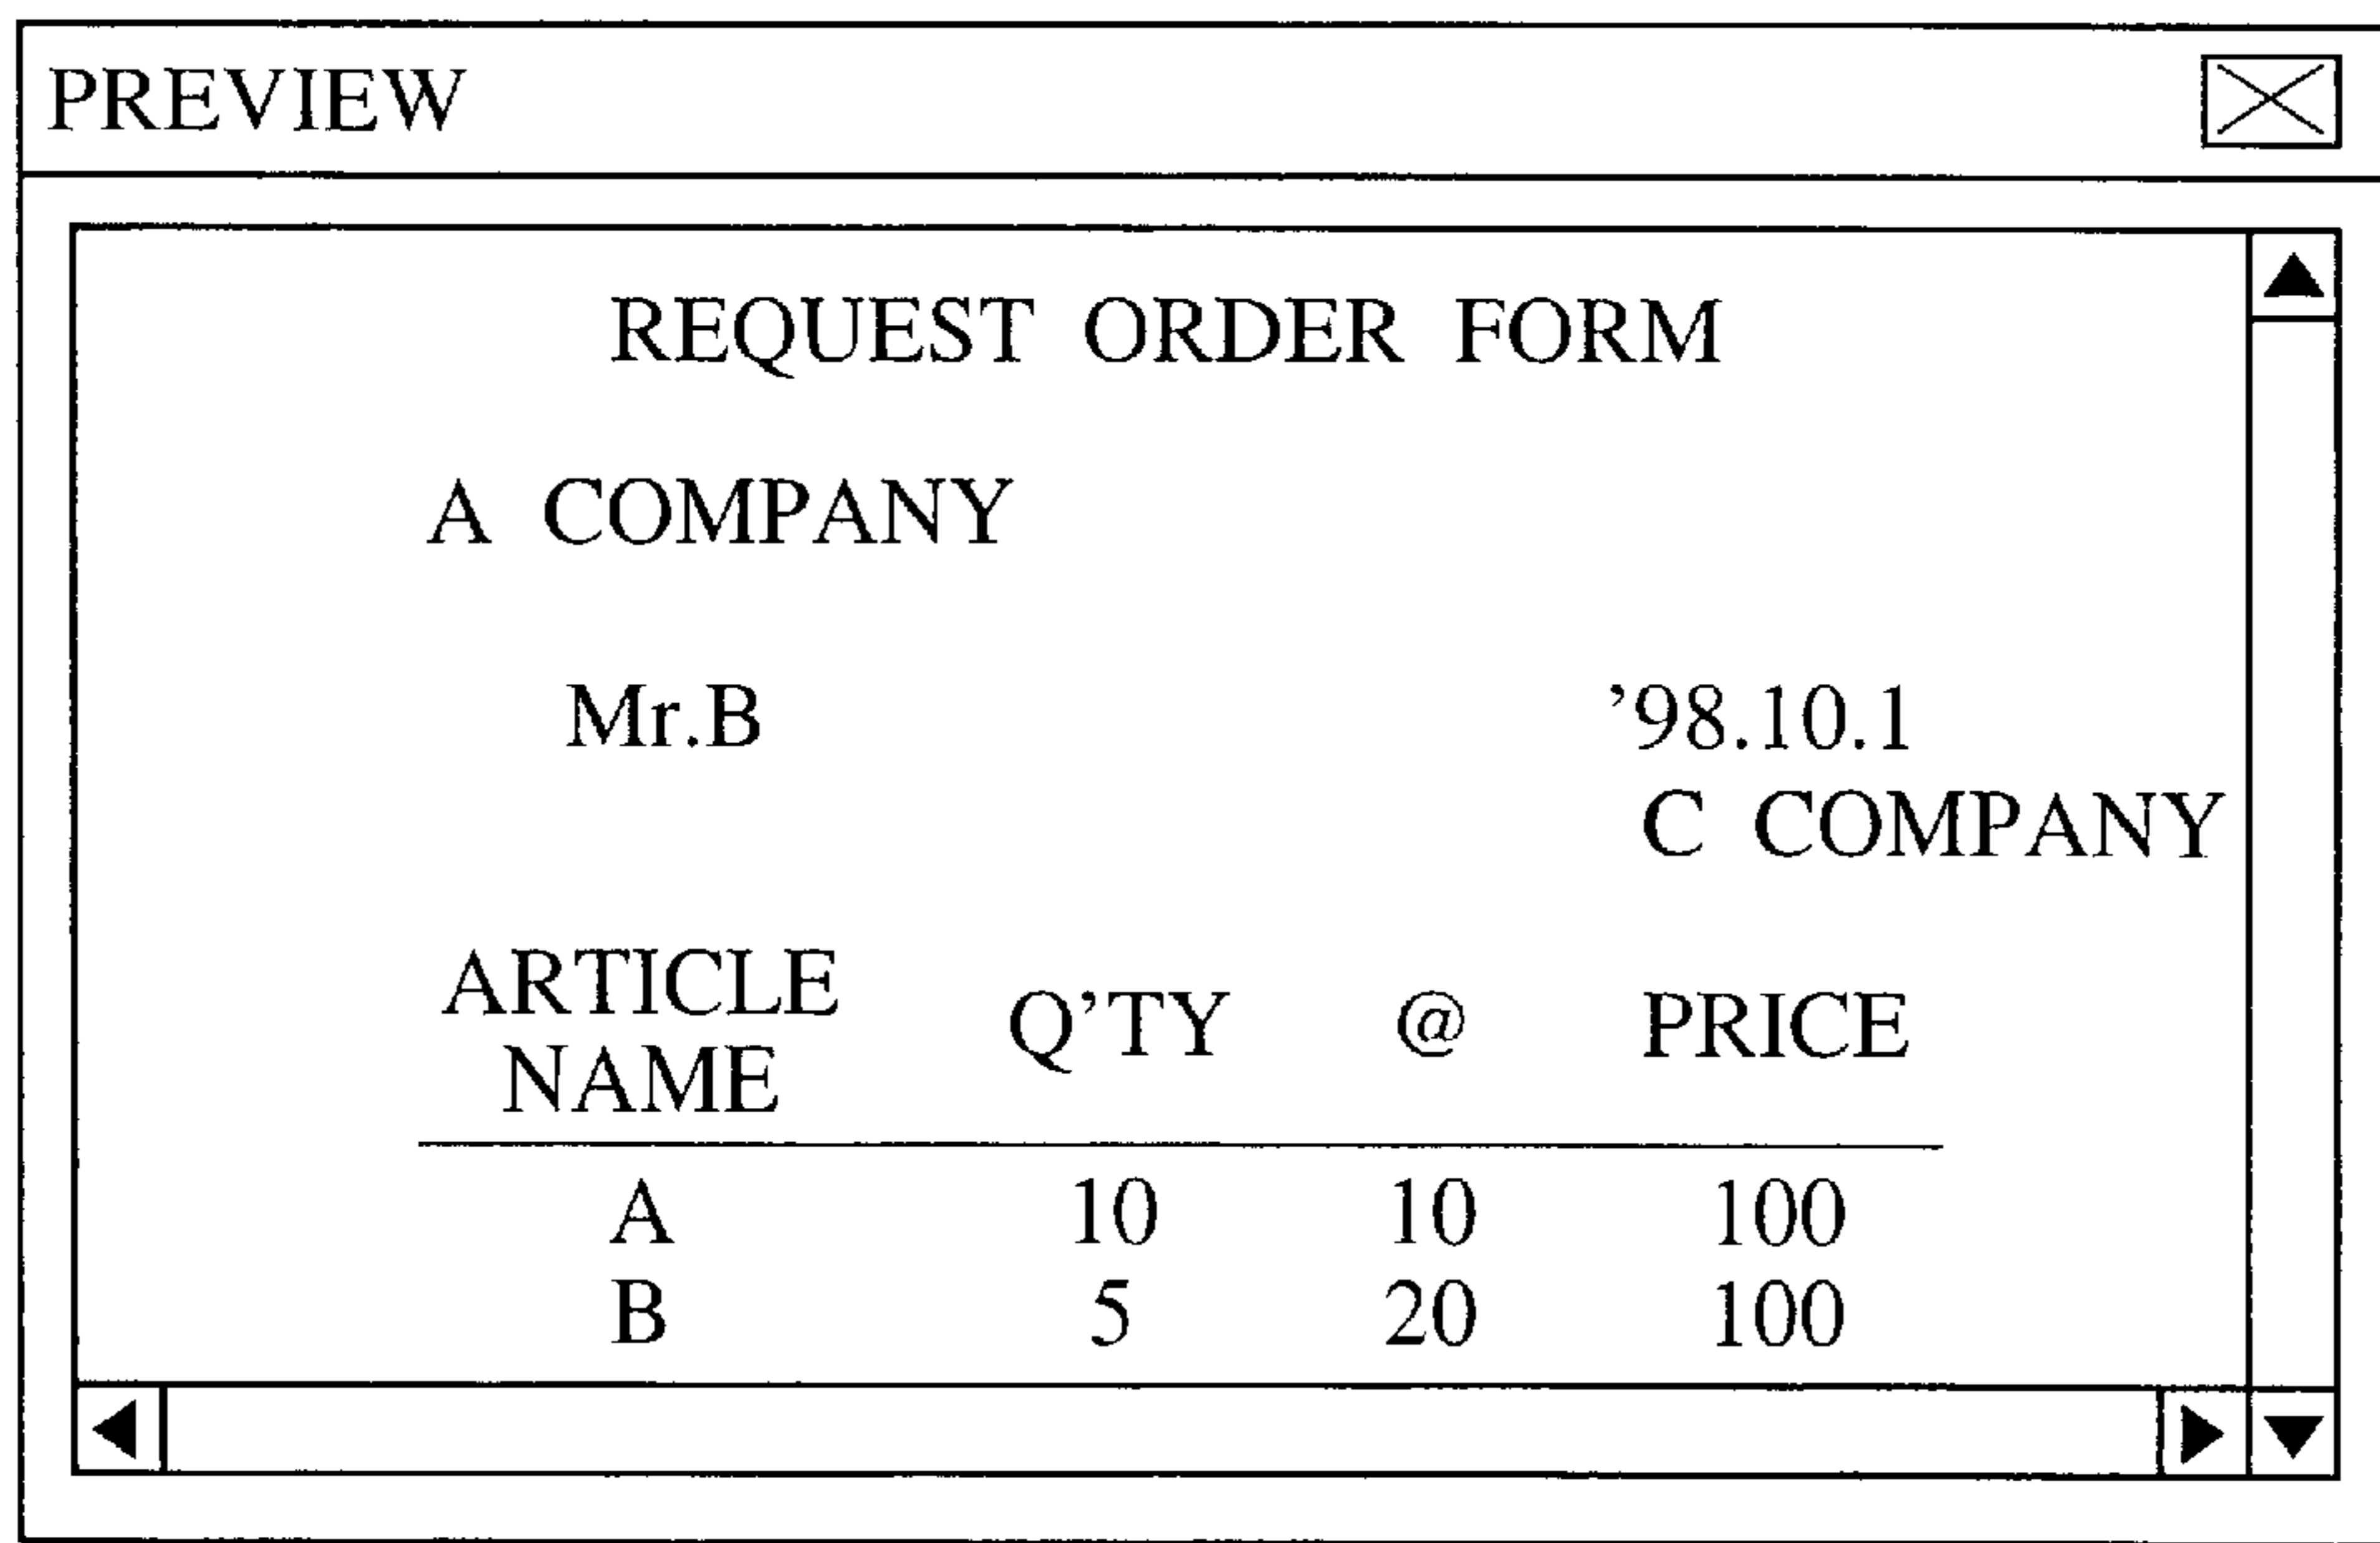 PREVIEW
REQUEST ORDER FORM
A COMPANY
Mr.B ’98.10.1
C COMPANY
ARTICLE
NAME Q’TY @ PRICE
A 10 10 100
B 5 20 100